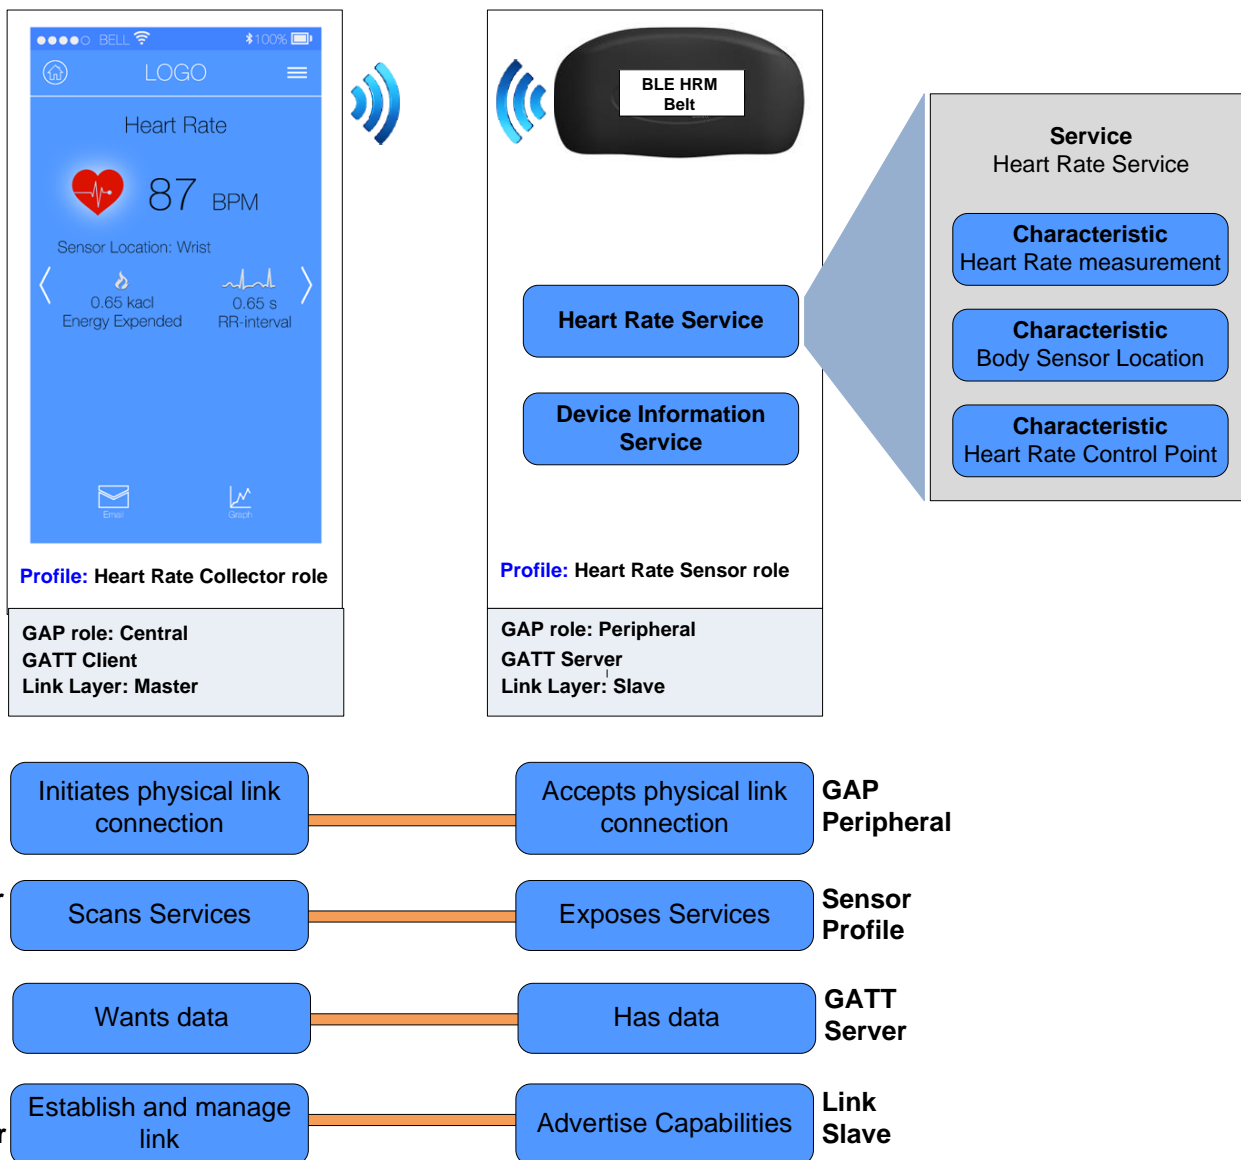 BELL
100%
LOGO
Heart Rate
87 BPM
Sensor Location: Wrist
0.65 kacl
Energy Expended
0.65 s
RR-interval
Email
Graph
Profile: Heart Rate Collector role
GAP role: Central
GATT Client
Link Layer: Master
BLE HRM
Belt
Heart Rate Service
Device Information
Service
Profile: Heart Rate Sensor role
GAP role: Peripheral
GATT Server
Link Layer: Slave
Service
Heart Rate Service
Characteristic
Heart Rate measurement
Characteristic
Body Sensor Location
Characteristic
Heart Rate Control Point
Initiates physical link
connection
Accepts physical link
connection
GAP
Peripheral
r
Scans Services
Exposes Services
Sensor
Profile
Wants data
Has data
GATT
Server
r
Establish and manage
link
Advertise Capabilities
Link
Slave